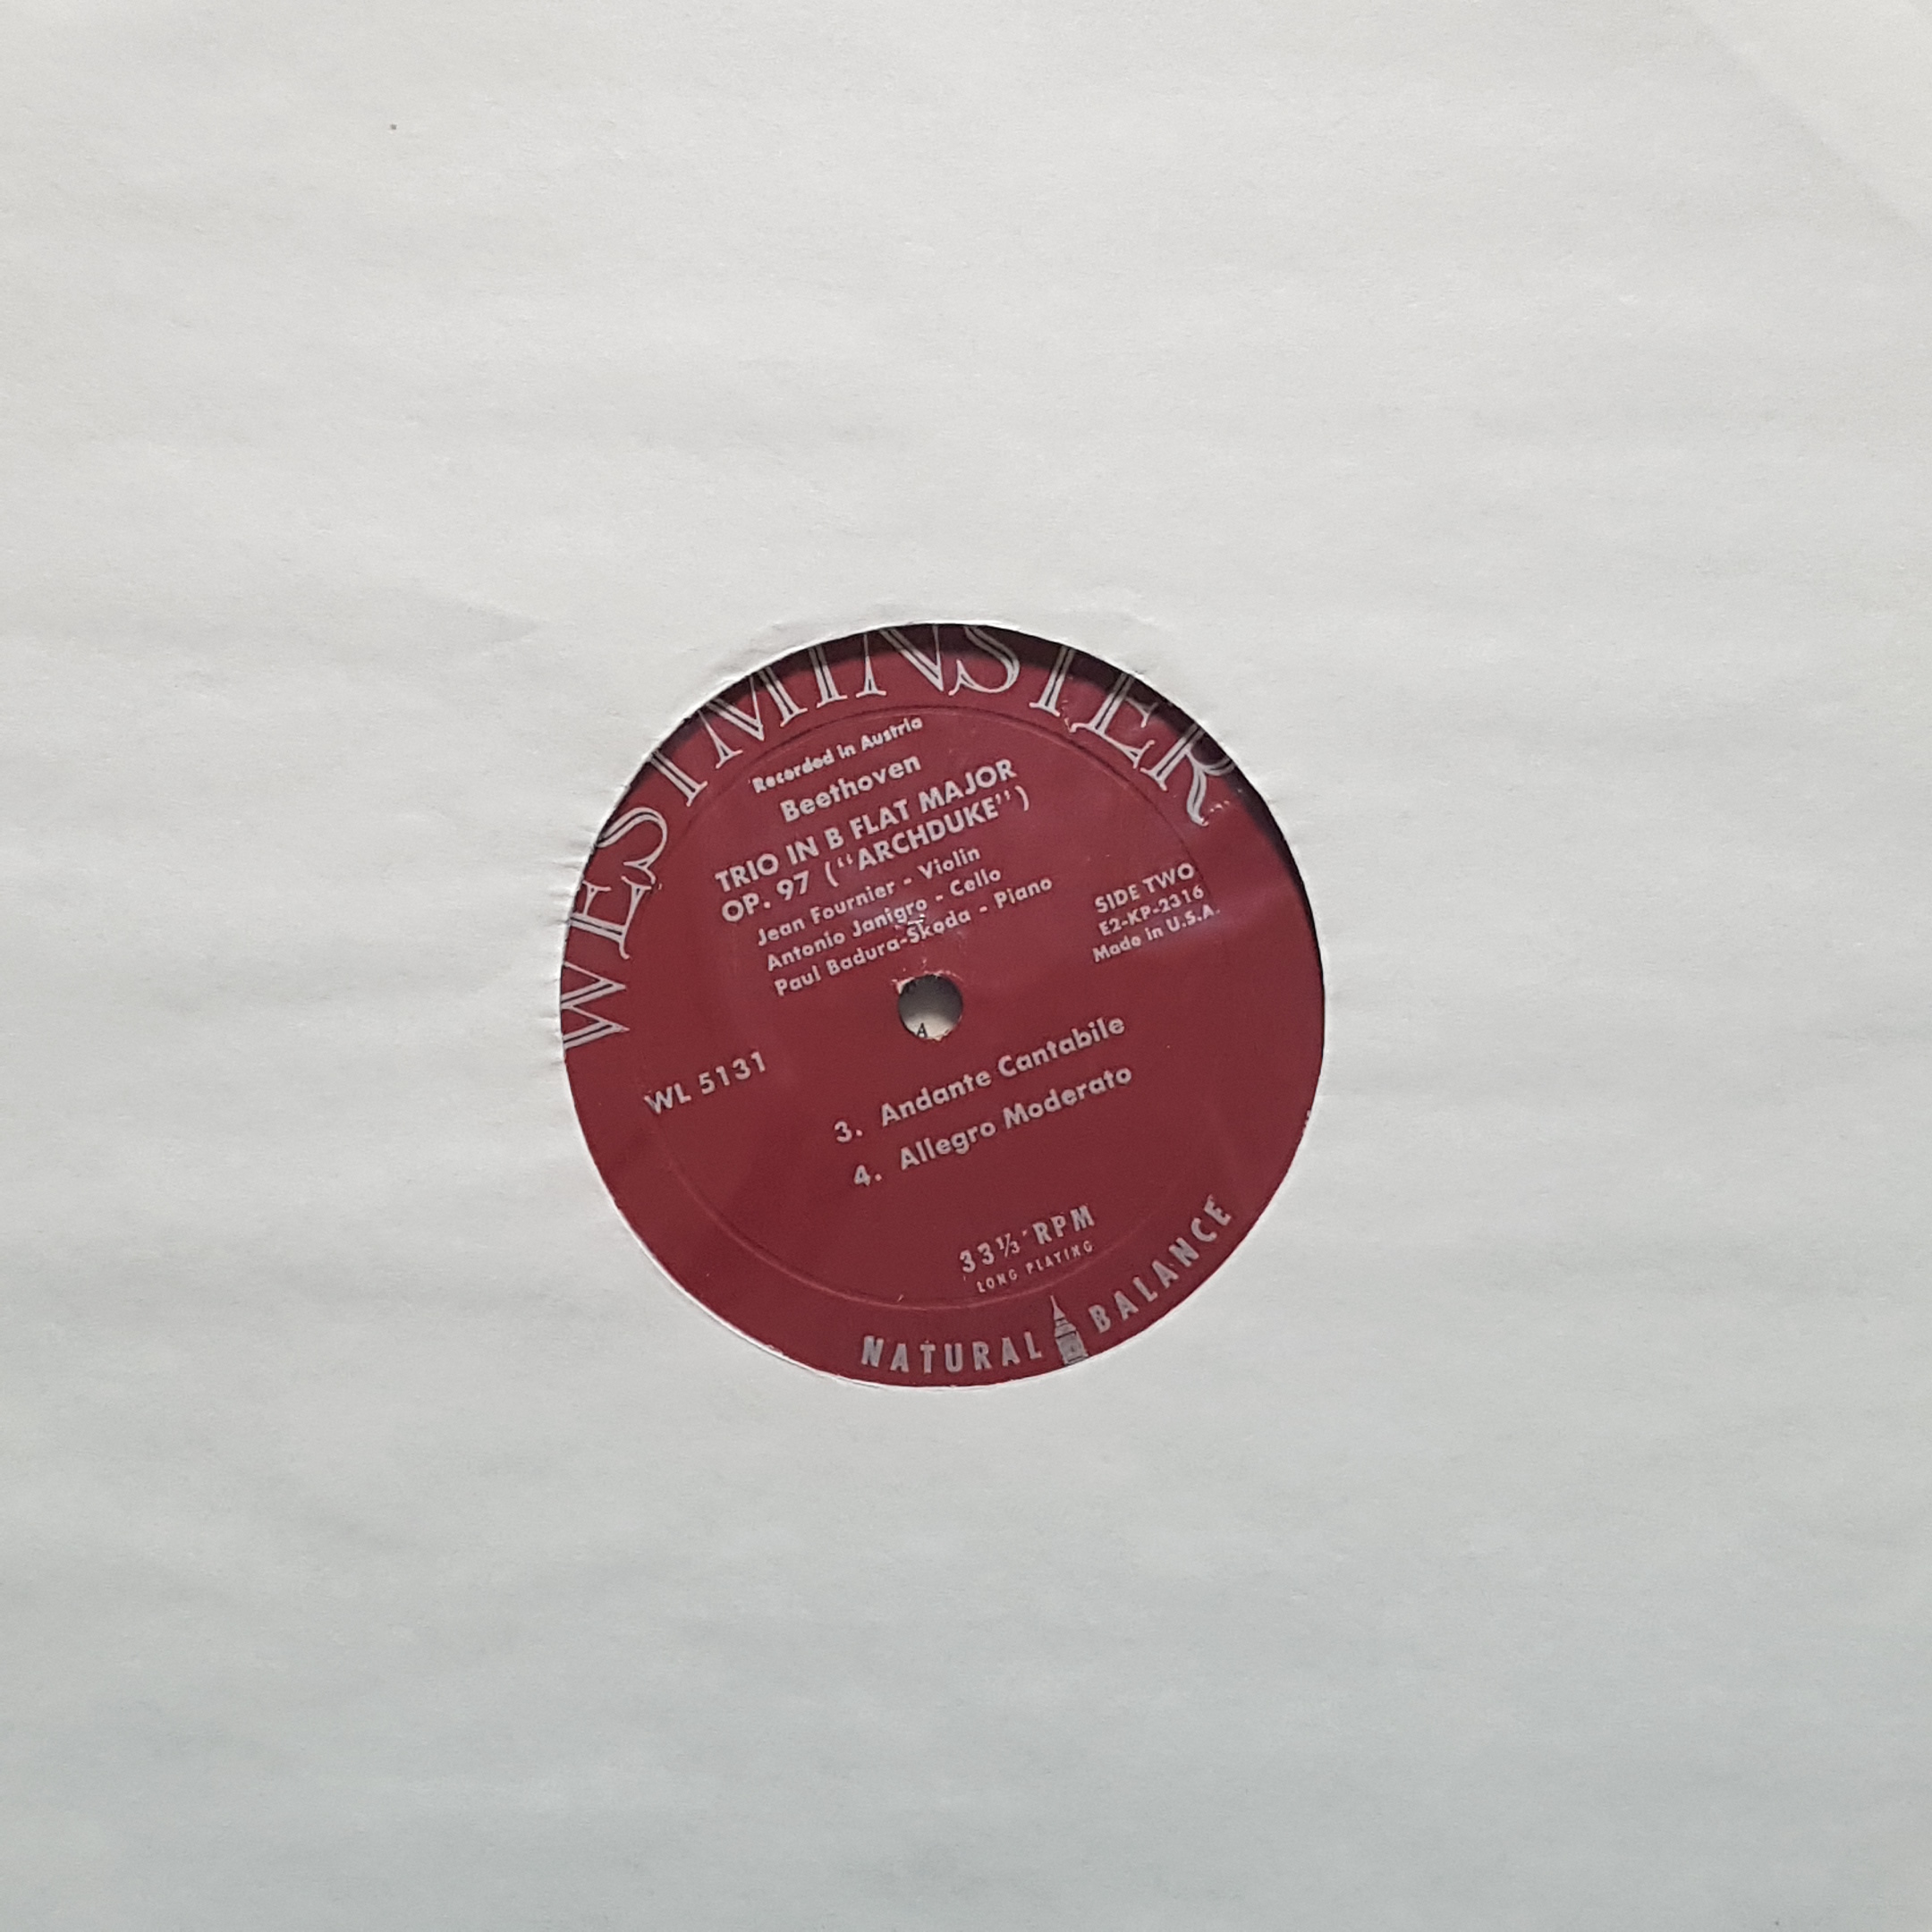 WESTMINSTER
Recorded in Austria
Beethoven
TRIO IN B FLAT MAJOR
OP. 97 ("ARCHDUKE")
Jean Fournier - Violin
Antonio Janigro - Cello
Paul Badura-Skoda - Piano
SIDE TWO
E2-KP-2316
Made in U.S.A.
A
WL 5131
3. Andante Cantabile
4. Allegro Moderato
33⅓ RPM
LONG PLAYING
NATURAL BALANCE